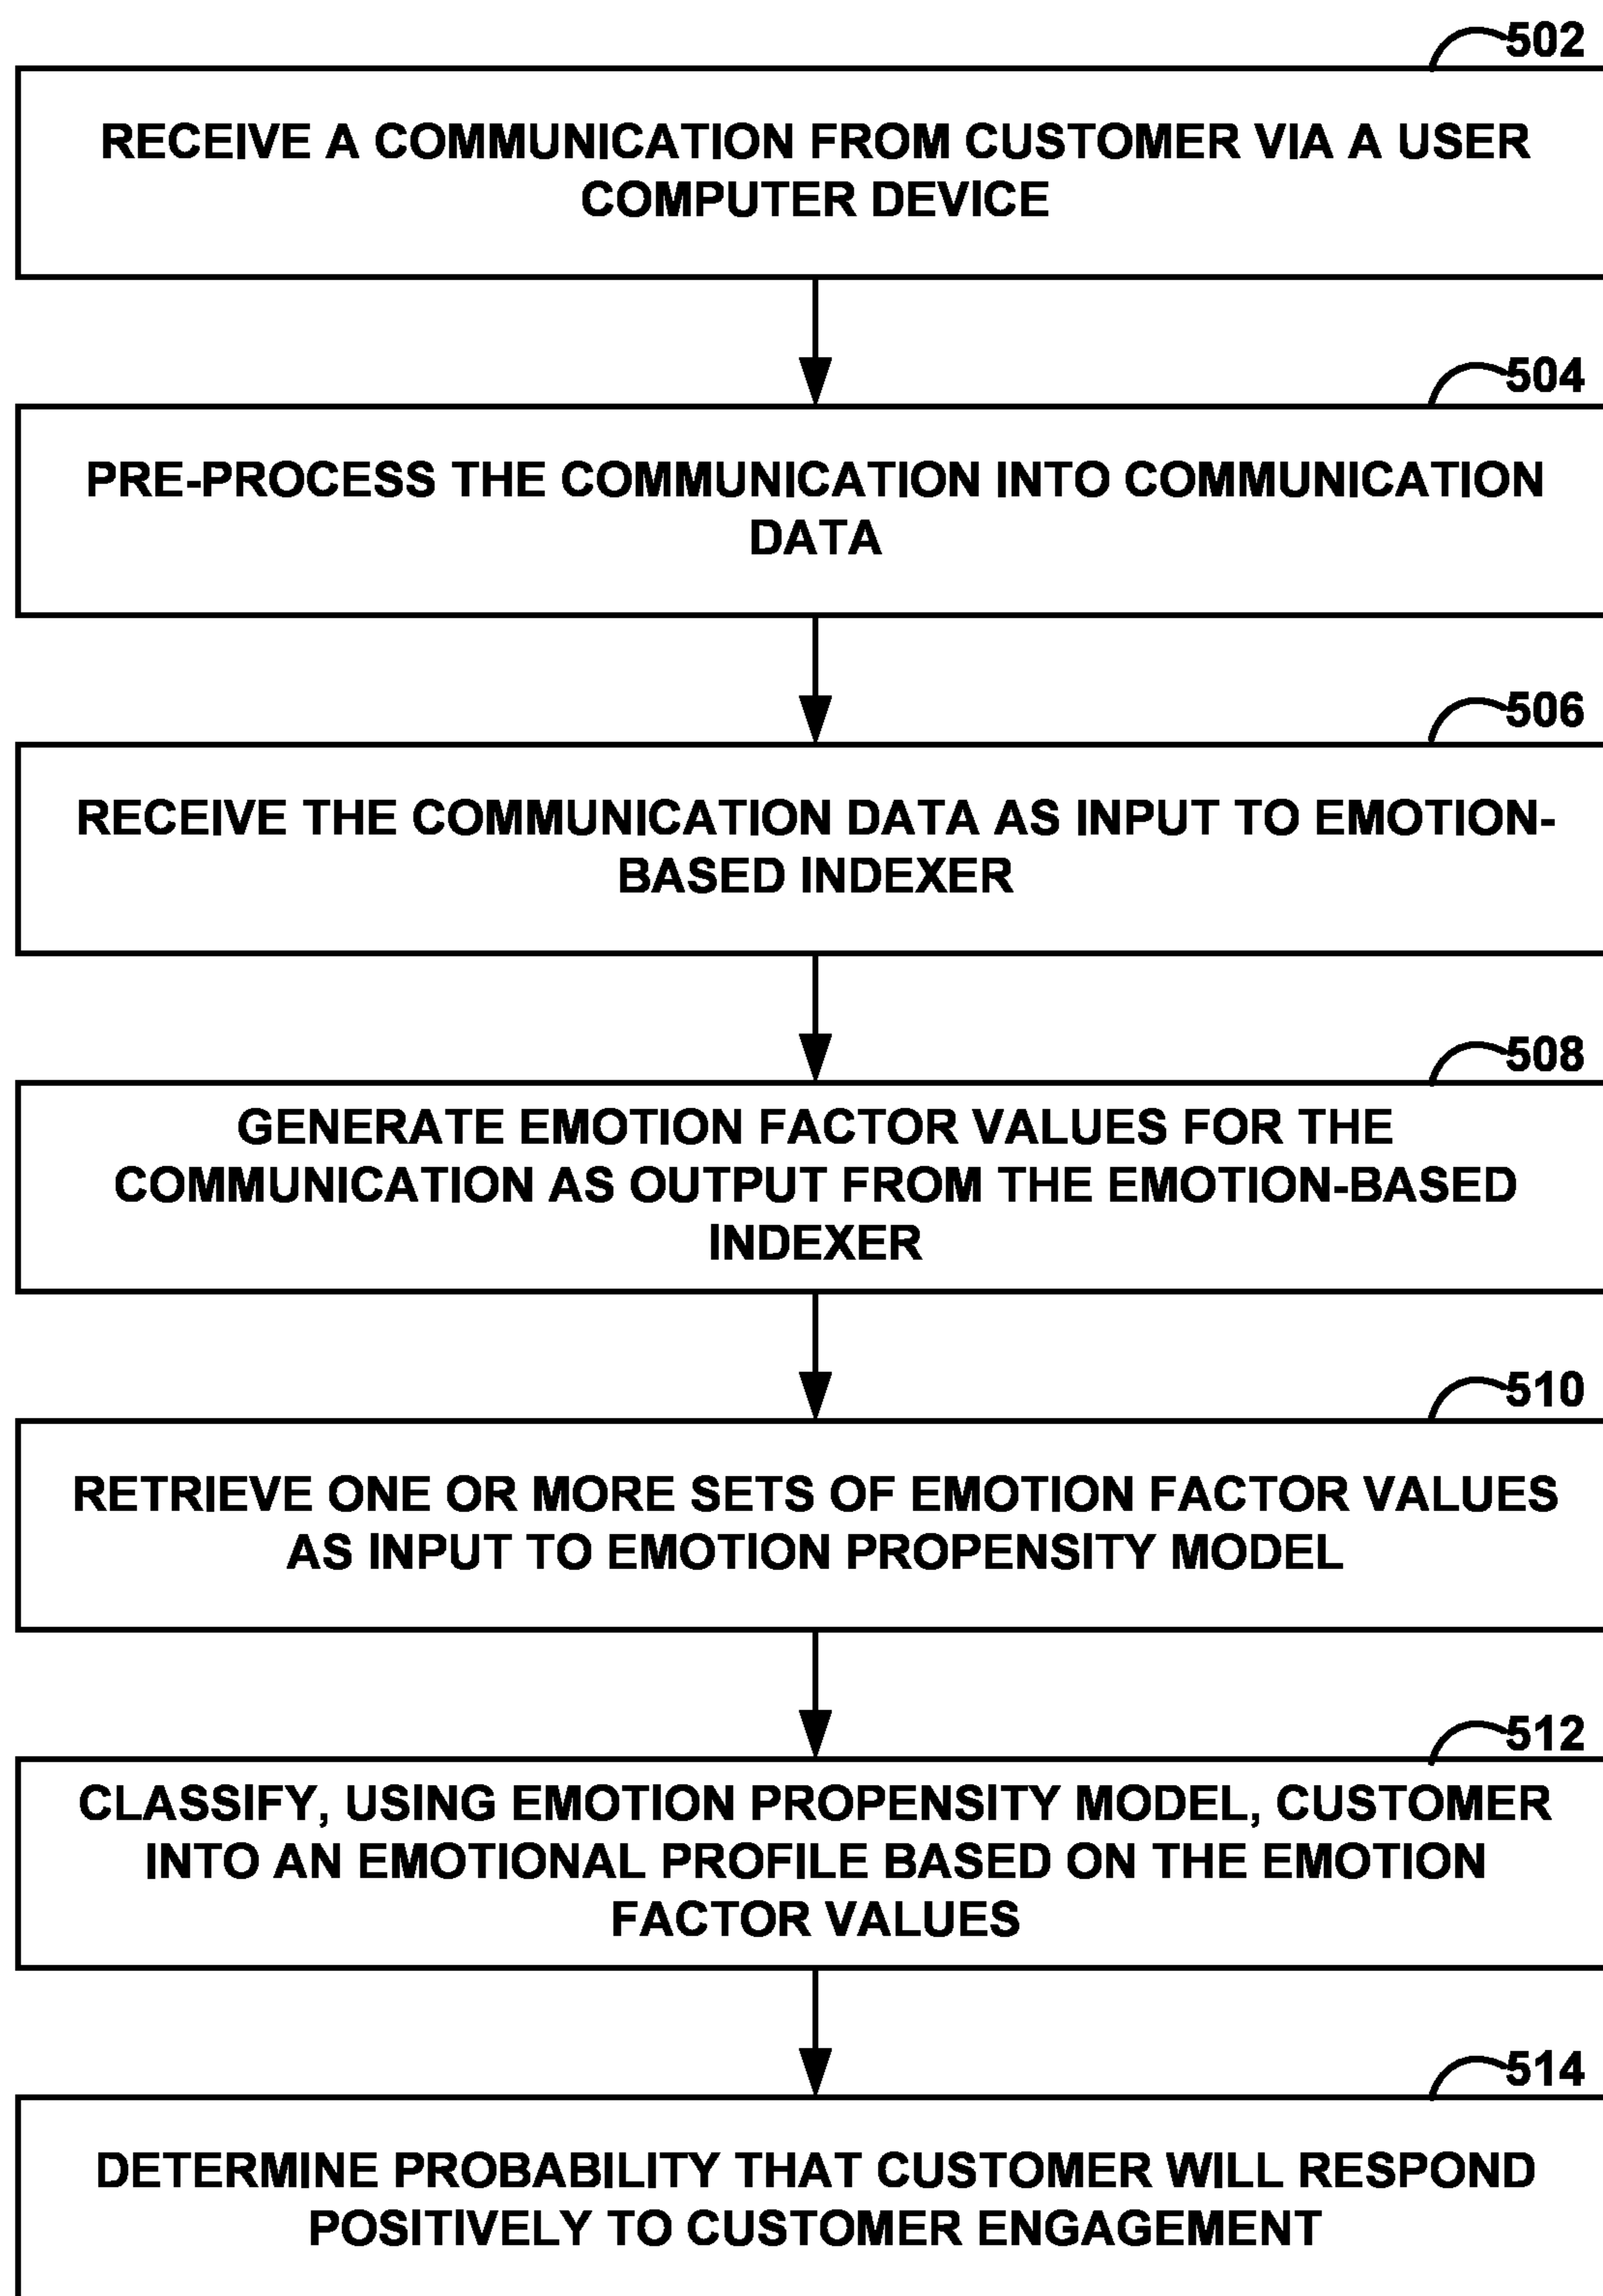 502
RECEIVE A COMMUNICATION FROM CUSTOMER VIA A USER
COMPUTER DEVICE
504
PRE-PROCESS THE COMMUNICATION INTO COMMUNICATION
DATA
506
RECEIVE THE COMMUNICATION DATA AS INPUT TO EMOTION-
BASED INDEXER
508
GENERATE EMOTION FACTOR VALUES FOR THE
COMMUNICATION AS OUTPUT FROM THE EMOTION-BASED
INDEXER
510
RETRIEVE ONE OR MORE SETS OF EMOTION FACTOR VALUES
AS INPUT TO EMOTION PROPENSITY MODEL
512
CLASSIFY, USING EMOTION PROPENSITY MODEL, CUSTOMER
INTO AN EMOTIONAL PROFILE BASED ON THE EMOTION
FACTOR VALUES
514
DETERMINE PROBABILITY THAT CUSTOMER WILL RESPOND
POSITIVELY TO CUSTOMER ENGAGEMENT